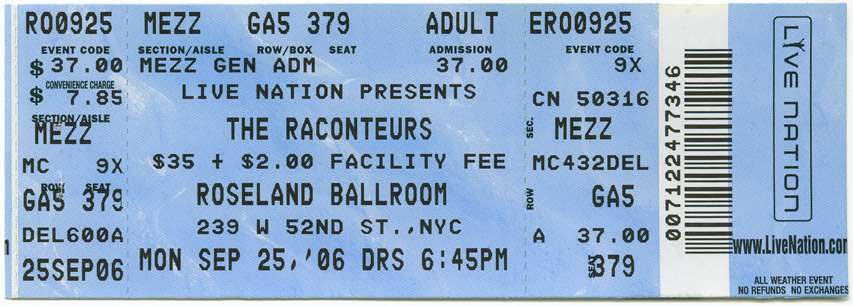 RO0925 MEZZ GA5 379 ADULT ERO0925
EVENT CODE SECTION/AISLE ROW/BOX SEAT ADMISSION EVENT CODE
$ 37.00 MEZZ GEN ADM 37.00 9X
CONVENIENCE CHARGE
$ 7.85 LIVE NATION PRESENTS CN 50316
SECTION/AISLE SEC.
MEZZ THE RACONTEURS MEZZ
MC 9X $35 + $2.00 FACILITY FEE MC432DEL
ROW SEAT ROW
GA5 379 ROSELAND BALLROOM GA5
DEL600A 239 W 52ND ST.,NYC A 37.00
25SEP06 MON SEP 25,'06 DRS 6:45PM SEAT 379
0071224477346
LIVE NATION
www.LiveNation.com
ALL WEATHER EVENT
NO REFUNDS NO EXCHANGES